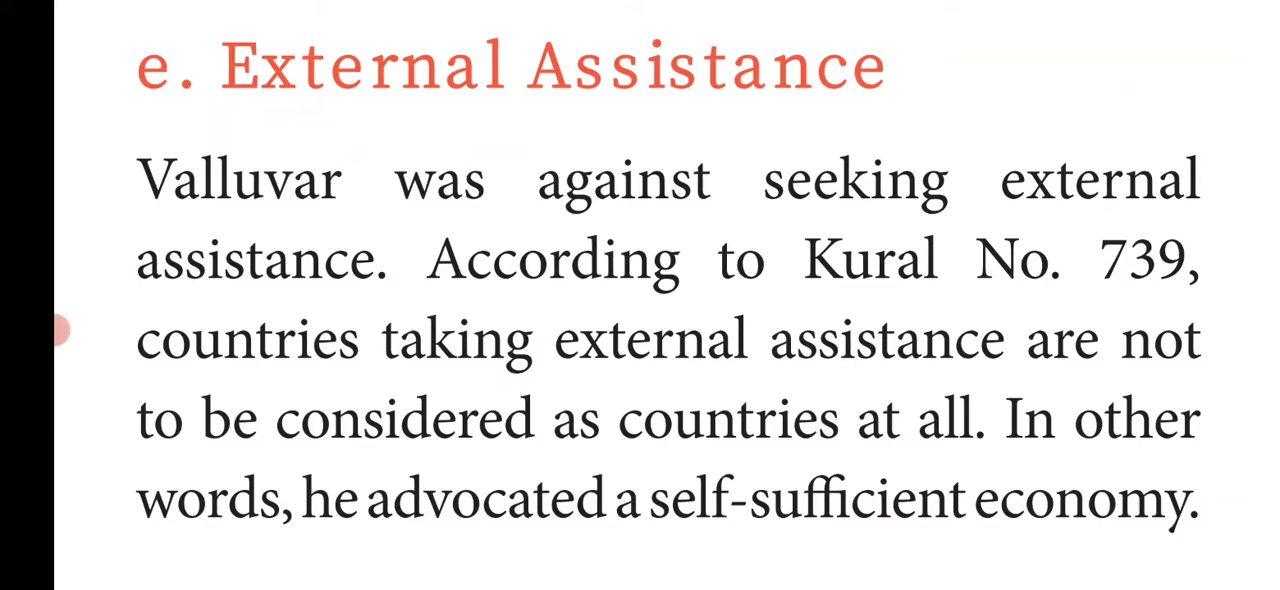 e. External Assistance
Valluvar was against seeking external
assistance. According to Kural No. 739,
countries taking external assistance are not
to be considered as countries at all. In other
words, he advocated a self-sufficient economy.